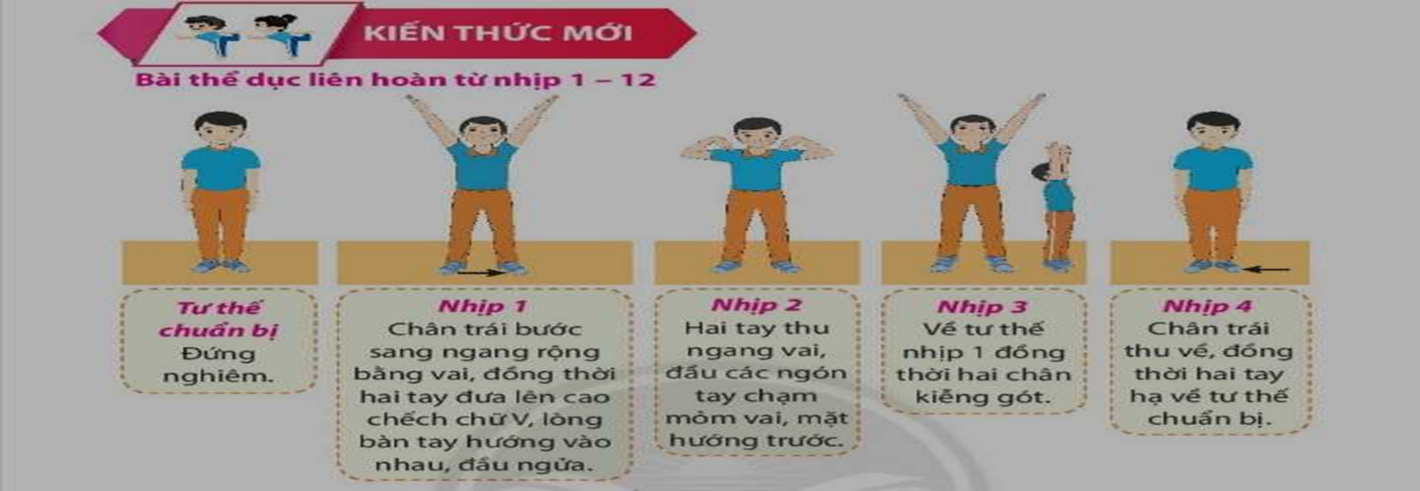 KIẾN THỨC MỚI
Bài thể dục liên hoàn từ nhịp 1 – 12
Tư thế
chuẩn bị
Đứng
nghiêm.
Nhịp 1
Chân trái bước
sang ngang rộng
bằng vai, đồng thời
hai tay đưa lên cao
chếch chữ V, lòng
bàn tay hướng vào
nhau, đầu ngửa.
Nhịp 2
Hai tay thu
ngang vai,
đầu các ngón
tay chạm
mỏm vai, mặt
hướng trước.
Nhịp 3
Về tư thế
nhịp 1 đồng
thời hai chân
kiễng gót.
Nhịp 4
Chân trái
thu về, đồng
thời hai tay
hạ về tư thế
chuẩn bị.